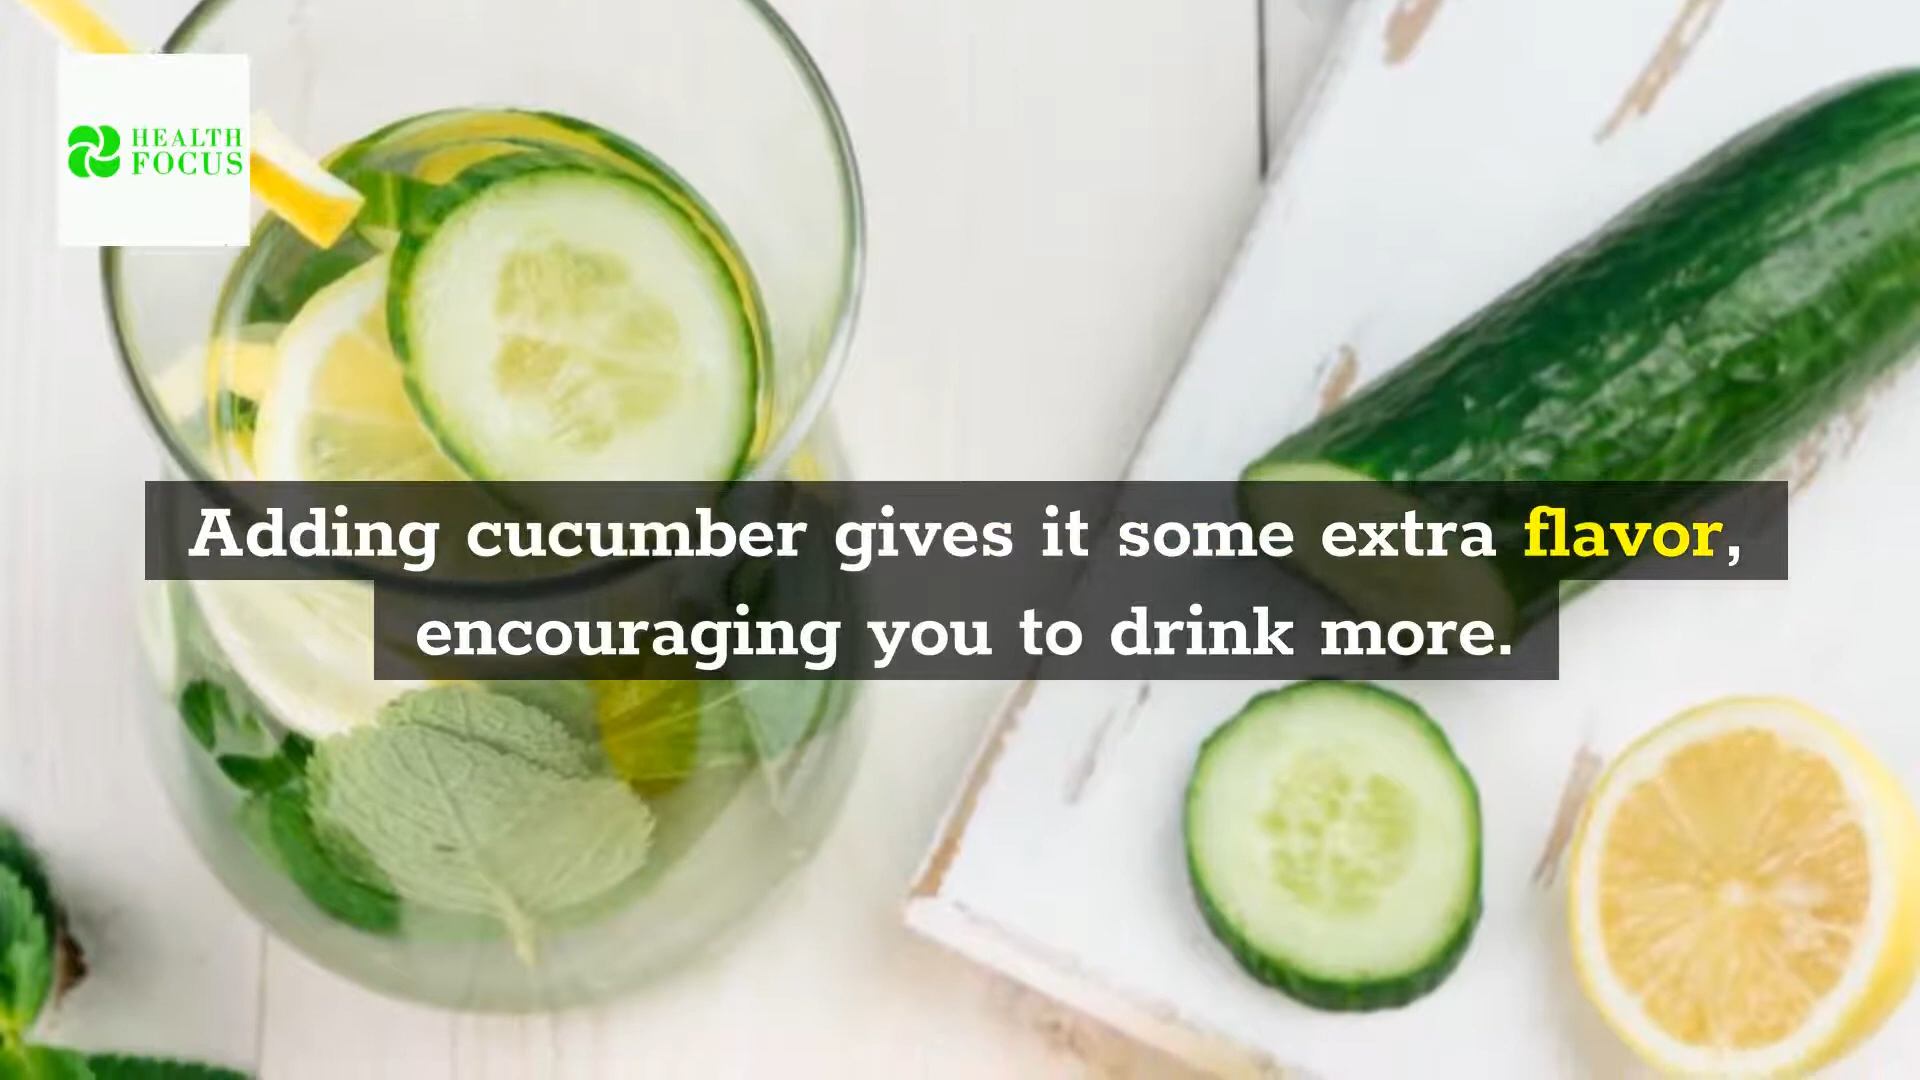 HEALTH
FOCUS
Adding cucumber gives it some extra flavor,
encouraging you to drink more.